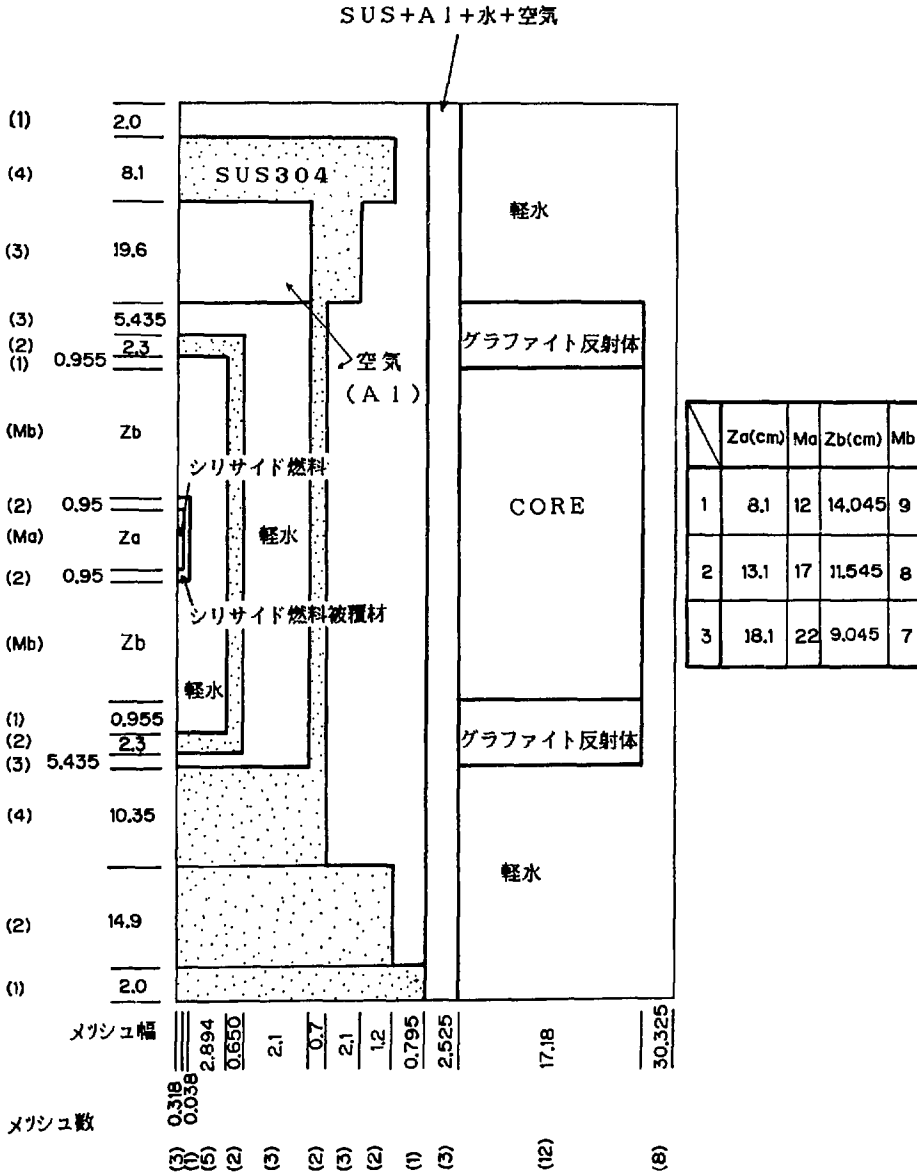 SUS+Al+水+空気
(1) 2.0
(4) 8.1
SUS304
軽水
(3) 19.6
(3) 5.435
(2) 2.3
(1) 0.955
空気
(Al)
グラファイト反射体
(Mb) Zb
シリサイド燃料
(2) 0.95
(Ma) Za
軽水
CORE
(2) 0.95
シリサイド燃料被覆材
(Mb) Zb
軽水
(1) 0.955
(2) 2.3
(3) 5.435
グラファイト反射体
(4) 10.35
軽水
(2) 14.9
(1) 2.0
Za(cm) Ma Zb(cm) Mb
1 8.1 12 14.045 9
2 13.1 17 11.545 8
3 18.1 22 9.045 7
メッシュ幅
0.318 0.038 2.894 0.650 2.1 0.7 2.1 1.2 0.795 2.525 17.18 30.325
メッシュ数
(3) (1) (5) (2) (3) (2) (3) (2) (1) (3) (12) (8)